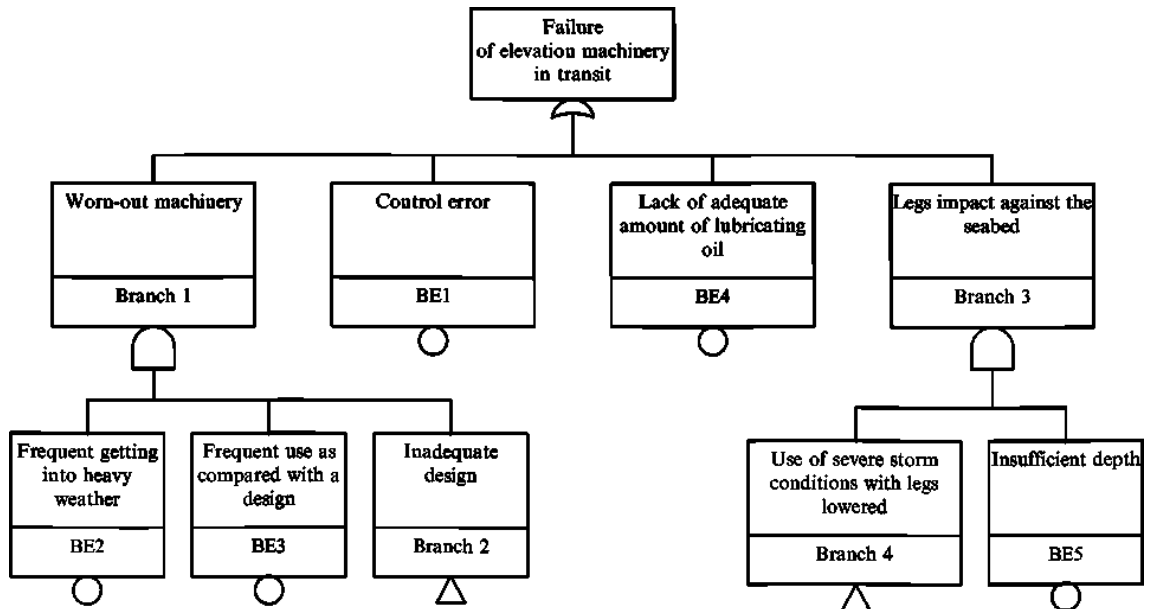 Failure
of elevation machinery
in transit
Worn-out machinery
Branch 1
Control error
BE1
Lack of adequate
amount of lubricating
oil
BE4
Legs impact against the
seabed
Branch 3
Frequent getting
into heavy
weather
BE2
Frequent use as
compared with a
design
BE3
Inadequate
design
Branch 2
Use of severe storm
conditions with legs
lowered
Branch 4
Insufficient depth
BE5